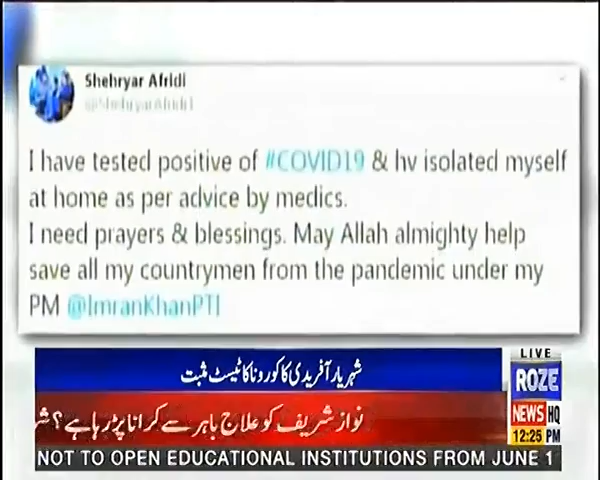 Shehryar Afridi
@ShehryarAfridi1
I have tested positive of #COVID19 & hv isolated myself
at home as per advice by medics.
I need prayers & blessings. May Allah almighty help
save all my countrymen from the pandemic under my
PM @ImranKhanPTI
شہریار آفریدی کا کورونا ٹیسٹ مثبت
نواز شریف کو علاج باہر سے کرانا پڑ رہا ہے؟
LIVE
ROZE
NEWS HQ
12:25 PM
NOT TO OPEN EDUCATIONAL INSTITUTIONS FROM JUNE 1